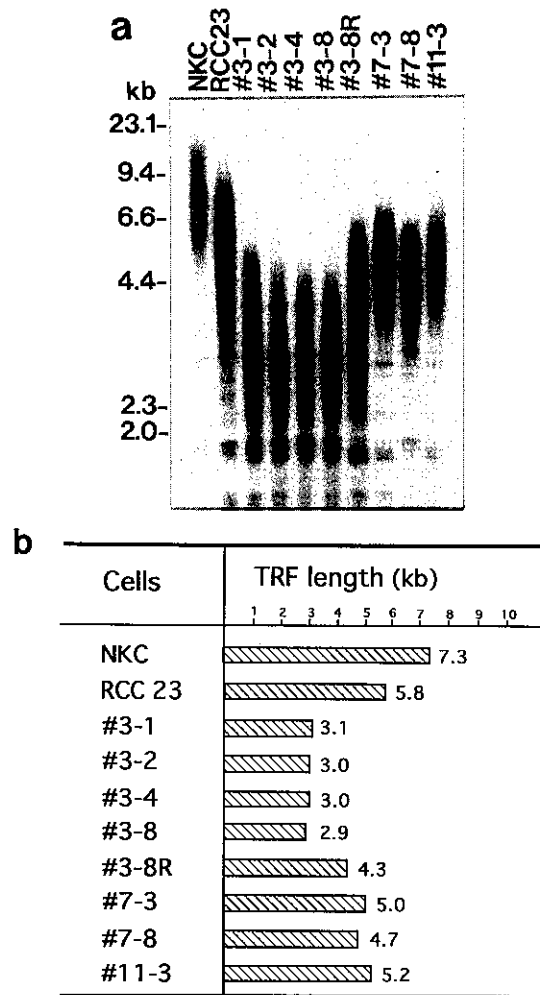 a
NKC RCC23 #3-1 #3-2 #3-4 #3-8 #3-8R #7-3 #7-8 #11-3
kb
23.1-
9.4-
6.6-
4.4-
2.3-
2.0-
b
Cells TRF length (kb)
1 2 3 4 5 6 7 8 9 10
NKC 7.3
RCC 23 5.8
#3-1 3.1
#3-2 3.0
#3-4 3.0
#3-8 2.9
#3-8R 4.3
#7-3 5.0
#7-8 4.7
#11-3 5.2